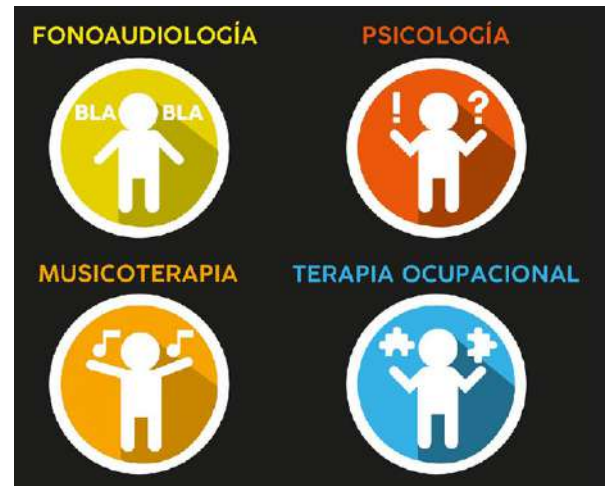 FONOAUDIOLOGÍA
PSICOLOGÍA
BLA BLA
! ?
MUSICOTERAPIA
TERAPIA OCUPACIONAL